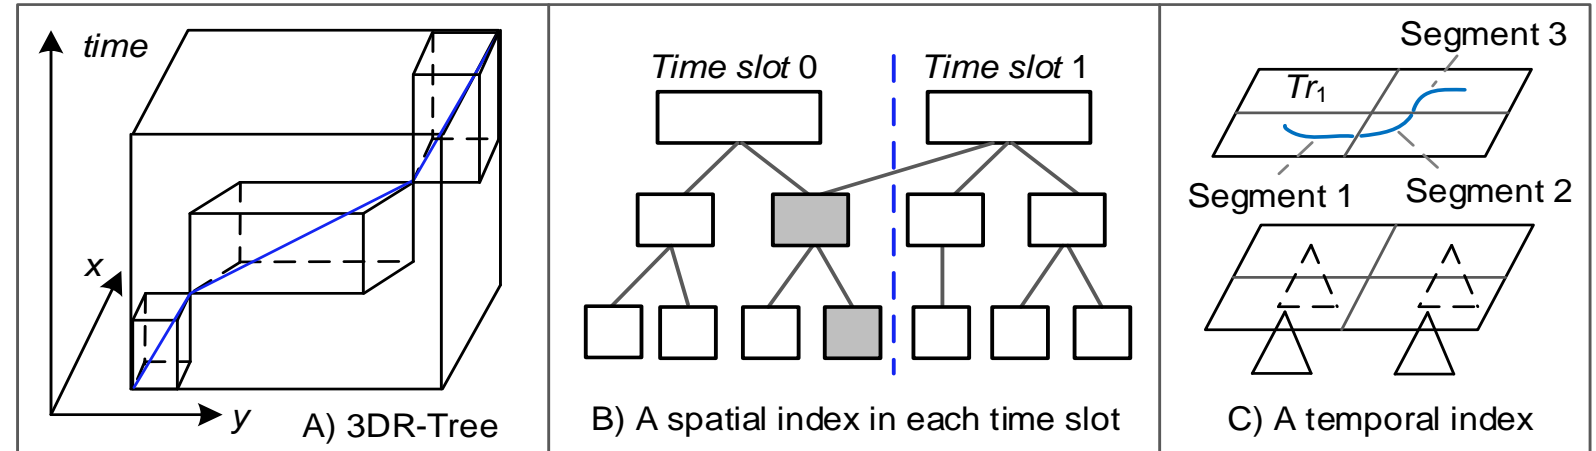 time
x
y
A) 3DR-Tree
Time slot 0
Time slot 1
B) A spatial index in each time slot
Segment 3
Tr₁
Segment 1
Segment 2
C) A temporal index